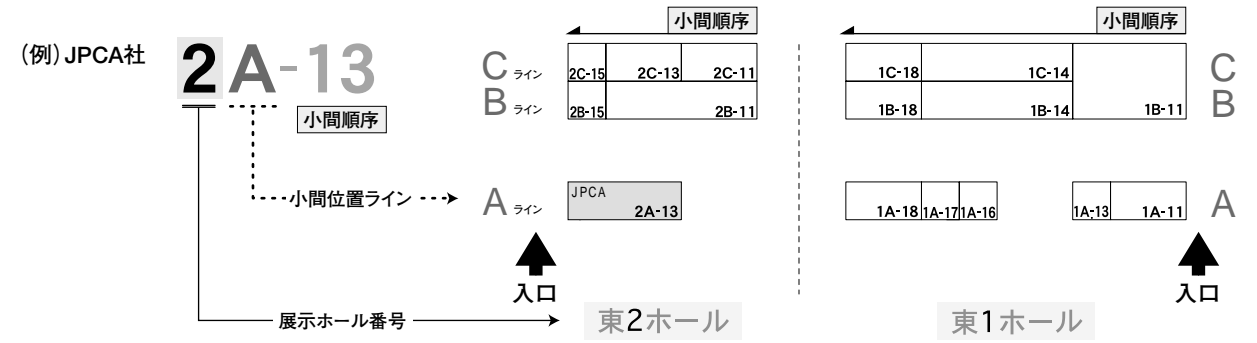 (例)JPCA社
2A-13
小間順序
小間位置ライン
展示ホール番号
小間順序
Cライン
2C-15 2C-13 2C-11
Bライン
2B-15 2B-11
Aライン
JPCA
2A-13
入口
東2ホール
小間順序
1C-18 1C-14
C
1B-18 1B-14 1B-11
B
1A-18 1A-17 1A-16 1A-13 1A-11
A
入口
東1ホール